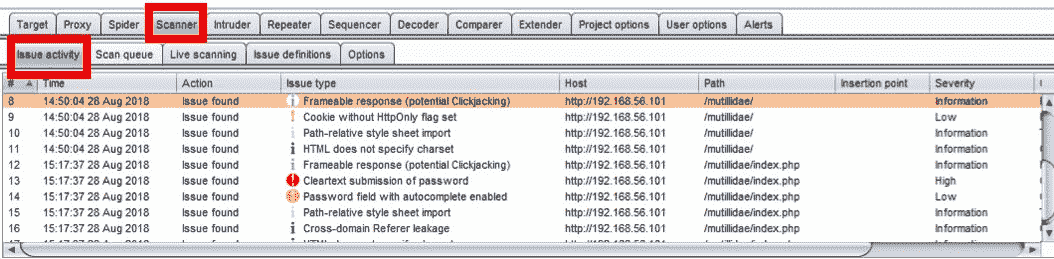 Target Proxy Spider Scanner Intruder Repeater Sequencer Decoder Comparer Extender Project options User options Alerts
Issue activity Scan queue Live scanning Issue definitions Options
# Time Action Issue type Host Path Insertion point Severity
8 14:50:04 28 Aug 2018 Issue found Frameable response (potential Clickjacking) http://192.168.56.101 /mutillidae/ Information
9 14:50:04 28 Aug 2018 Issue found Cookie without HttpOnly flag set http://192.168.56.101 /mutillidae/ Low
10 14:50:04 28 Aug 2018 Issue found Path-relative style sheet import http://192.168.56.101 /mutillidae/ Information
11 14:50:04 28 Aug 2018 Issue found HTML does not specify charset http://192.168.56.101 /mutillidae/ Information
12 15:17:37 28 Aug 2018 Issue found Frameable response (potential Clickjacking) http://192.168.56.101 /mutillidae/index.php Information
13 15:17:37 28 Aug 2018 Issue found Cleartext submission of password http://192.168.56.101 /mutillidae/index.php High
14 15:17:37 28 Aug 2018 Issue found Password field with autocomplete enabled http://192.168.56.101 /mutillidae/index.php Low
15 15:17:37 28 Aug 2018 Issue found Path-relative style sheet import http://192.168.56.101 /mutillidae/index.php Information
16 15:17:37 28 Aug 2018 Issue found Cross-domain Referer leakage http://192.168.56.101 /mutillidae/index.php Information